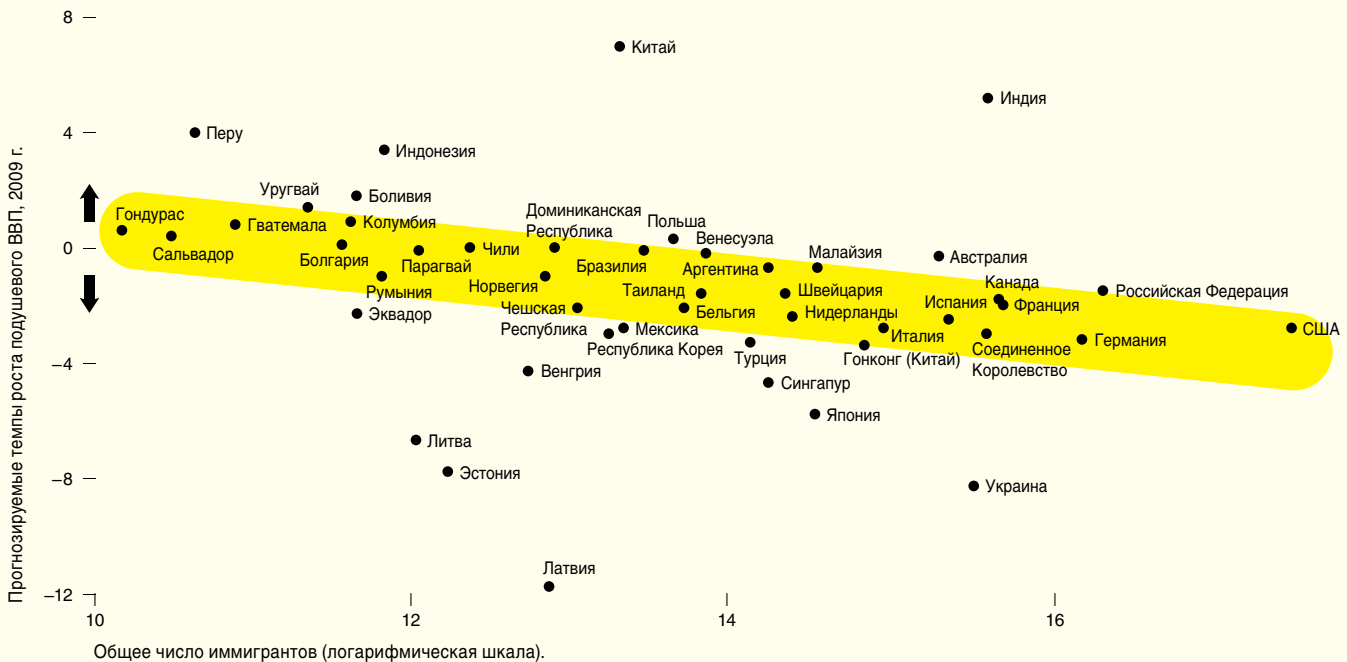 8
Китай
Индия
4
Перу
Индонезия
Прогнозируемые темпы роста подушевого ВВП, 2009 г.
Уругвай
Боливия
Гондурас
Гватемала
Колумбия
Доминиканская
Республика
Польша
Венесуэла
0
Сальвадор
Болгария
Парагвай
Чили
Бразилия
Аргентина
Малайзия
Австралия
Румыния
Норвегия
Таиланд
Швейцария
Канада
Испания
Франция
Российская Федерация
Эквадор
Чешская
Республика
Бельгия
Нидерланды
Мексика
Республика Корея
Турция
Италия
Гонконг (Китай)
Соединенное
Королевство
Германия
США
–4
Венгрия
Сингапур
Япония
Литва
Эстония
–8
Украина
Латвия
–12
10
12
14
16
Общее число иммигрантов (логарифмическая шкала).